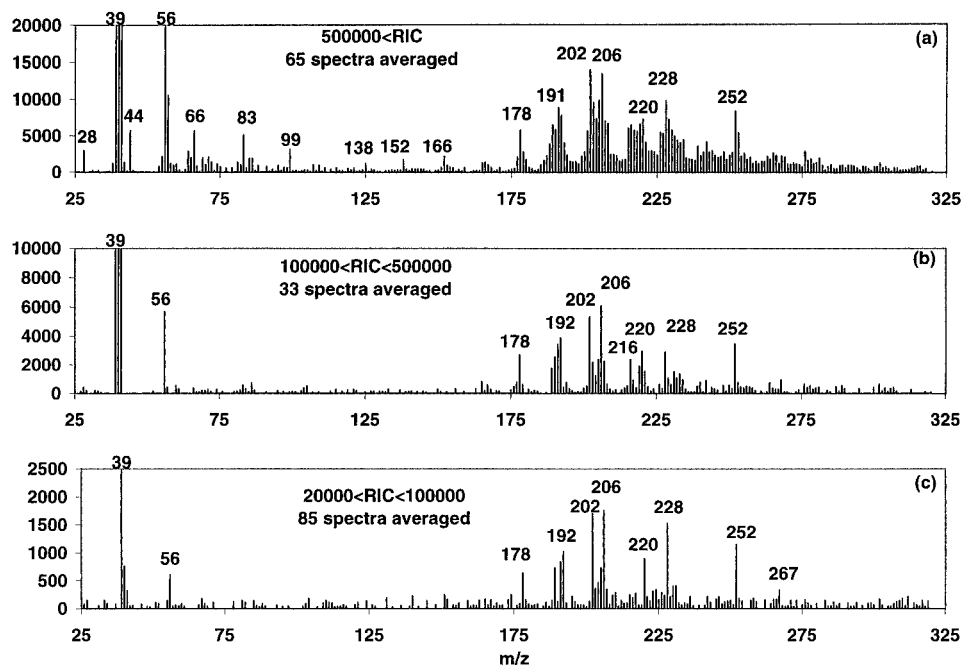 39 56
20000
500000<RIC
65 spectra averaged
(a)
15000
10000
5000
0
28 44 66 83 99 138 152 166 178 191 202 206 220 228 252
25 75 125 175 225 275 325
39
10000
100000<RIC<500000
33 spectra averaged
(b)
8000
6000
4000
2000
0
56 178 192 202 206 216 220 228 252
25 75 125 175 225 275 325
39
2500
20000<RIC<100000
85 spectra averaged
(c)
2000
1500
1000
500
0
56 178 192 202 206 220 228 252 267
25 75 125 175 225 275 325
m/z